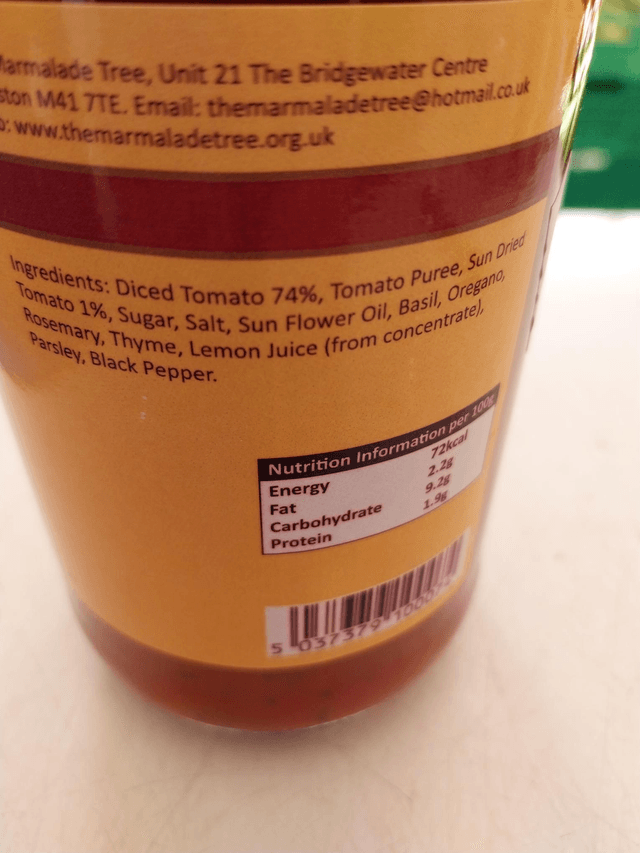 Marmalade Tree, Unit 21 The Bridgewater Centre
ston M41 7TE. Email: themarmaladetree@hotmail.co.uk
www.themarmaladetree.org.uk
Ingredients: Diced Tomato 74%, Tomato Puree, Sun Dried
Tomato 1%, Sugar, Salt, Sun Flower Oil, Basil, Oregano,
Rosemary, Thyme, Lemon Juice (from concentrate),
Parsley, Black Pepper.
Nutrition Information per 100g
Energy 72kcal
Fat 2.2g
Carbohydrate 9.2g
Protein 1.9g
5 037379 10007